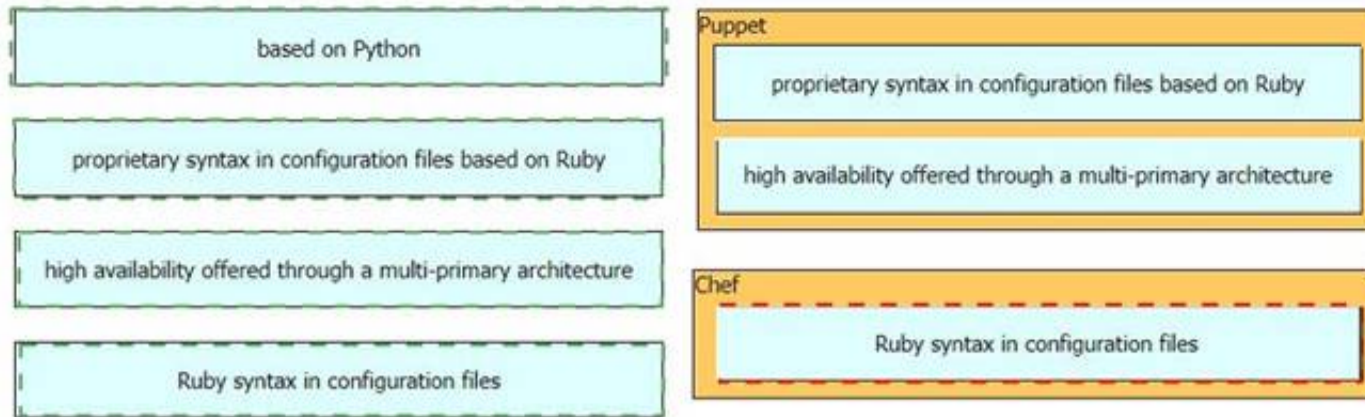 based on Python
proprietary syntax in configuration files based on Ruby
high availability offered through a multi-primary architecture
Ruby syntax in configuration files
Puppet
proprietary syntax in configuration files based on Ruby
high availability offered through a multi-primary architecture
Chef
Ruby syntax in configuration files